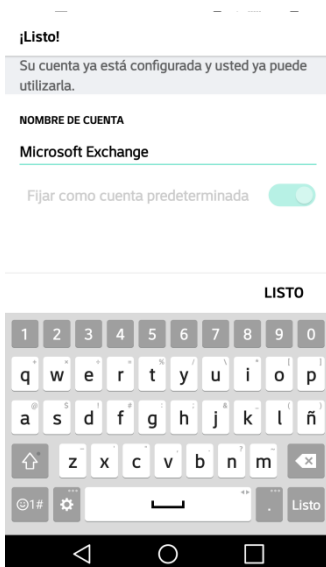 ¡Listo!
Su cuenta ya está configurada y usted ya puede
utilizarla.
NOMBRE DE CUENTA
Microsoft Exchange
Fijar como cuenta predeterminada
LISTO
1 2 3 4 5 6 7 8 9 0
q w e r t y u i o p
a s d f g h j k l ñ
z x c v b n m
☺1# . Listo